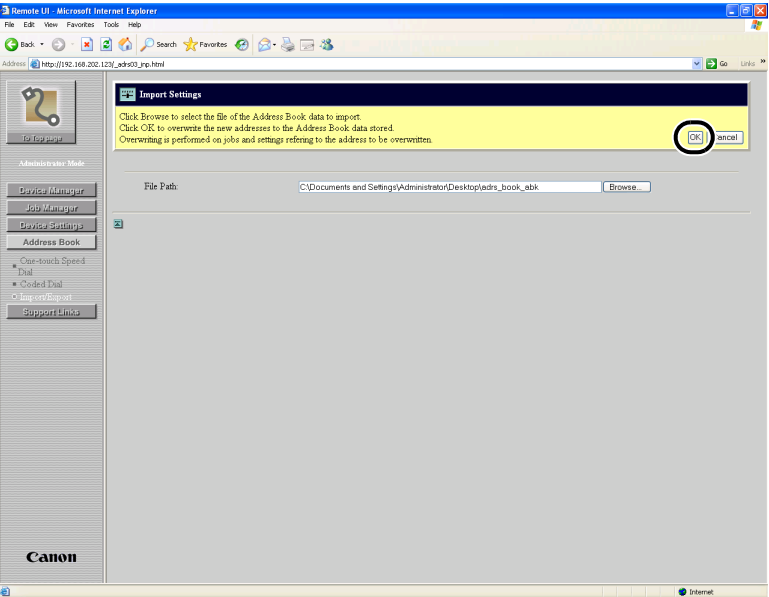 Remote UI - Microsoft Internet Explorer
File Edit View Favorites Tools Help
Back Search Favorites
Address http://192.168.202.123/_adrs03_inp.html Go Links »
Import Settings
Click Browse to select the file of the Address Book data to import.
Click OK to overwrite the new addresses to the Address Book data stored.
Overwriting is performed on jobs and settings refering to the address to be overwritten.
OK Cancel
To Top page
Administrator Mode
File Path: C:\Documents and Settings\Administrator\Desktop\adrs_book_abk Browse...
Device Manager
Job Manager
Device Settings
Address Book
One-touch Speed
Dial
Coded Dial
Import/Export
Support Links
Canon
Internet